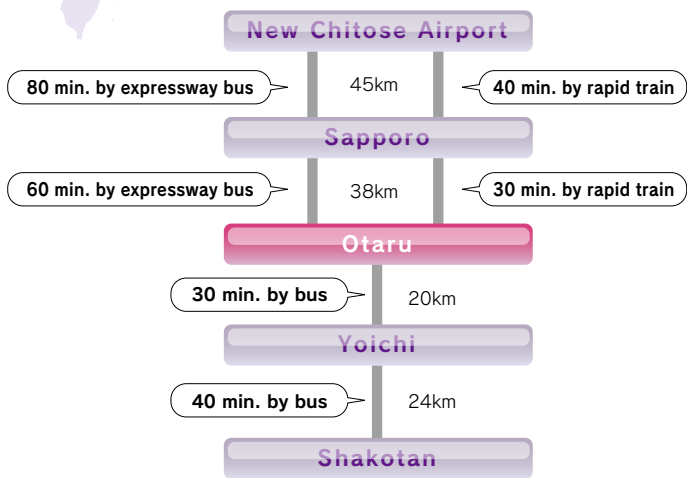 New Chitose Airport
80 min. by expressway bus
45km
40 min. by rapid train
Sapporo
60 min. by expressway bus
38km
30 min. by rapid train
Otaru
30 min. by bus
20km
Yoichi
40 min. by bus
24km
Shakotan